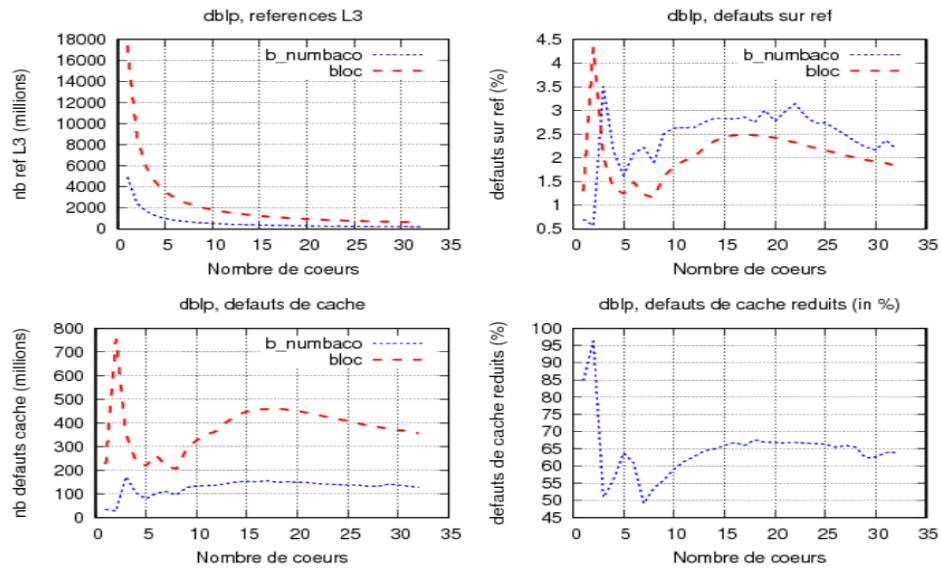 dblp, references L3
nb ref L3 (millions)
18000
16000
14000
12000
10000
8000
6000
4000
2000
0
b_numbaco
bloc
0 5 10 15 20 25 30 35
Nombre de coeurs
dblp, defauts sur ref
defauts sur ref (%)
4.5
4
3.5
3
2.5
2
1.5
1
0.5
b_numbaco
bloc
0 5 10 15 20 25 30 35
Nombre de coeurs
dblp, defauts de cache
nb defauts cache (millions)
800
700
600
500
400
300
200
100
0
b_numbaco
bloc
0 5 10 15 20 25 30 35
Nombre de coeurs
dblp, defauts de cache reduits (in %)
defauts de cache reduits (%)
100
95
90
85
80
75
70
65
60
55
50
45
0 5 10 15 20 25 30 35
Nombre de coeurs